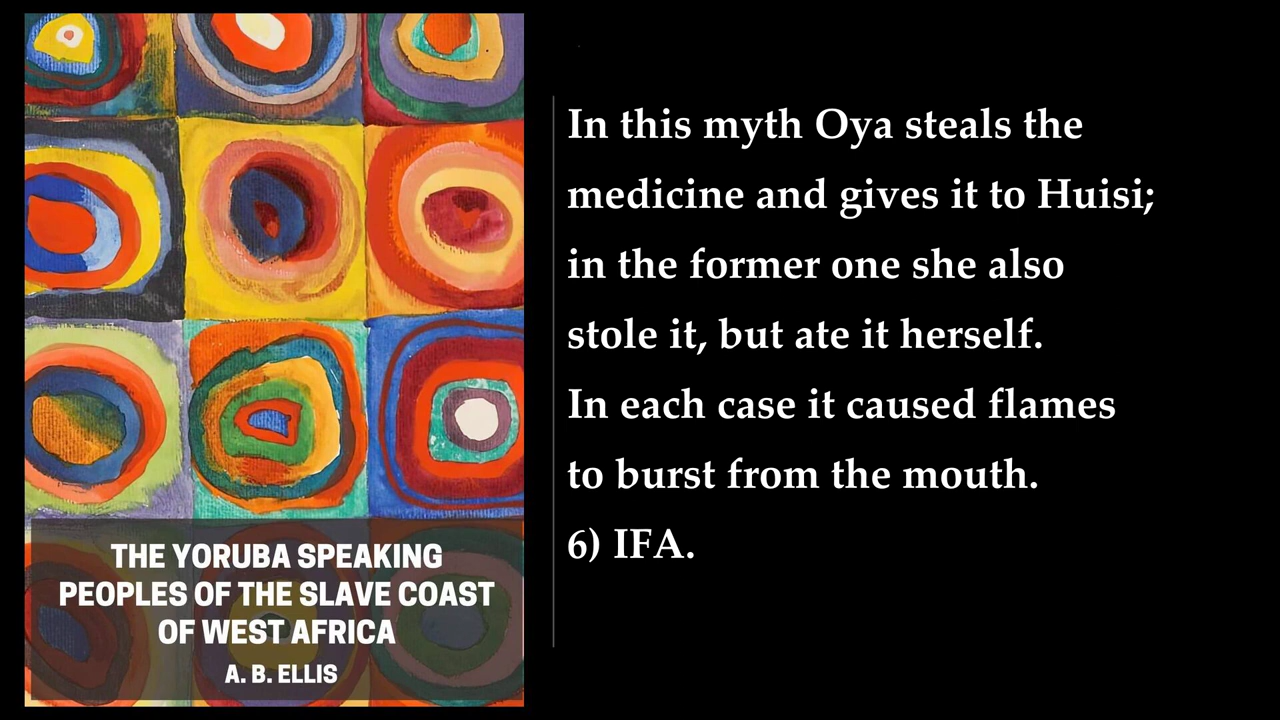 In this myth Oya steals the
medicine and gives it to Huisi;
in the former one she also
stole it, but ate it herself.
In each case it caused flames
to burst from the mouth.
6) IFA.
THE YORUBA SPEAKING
PEOPLES OF THE SLAVE COAST
OF WEST AFRICA
A. B. ELLIS